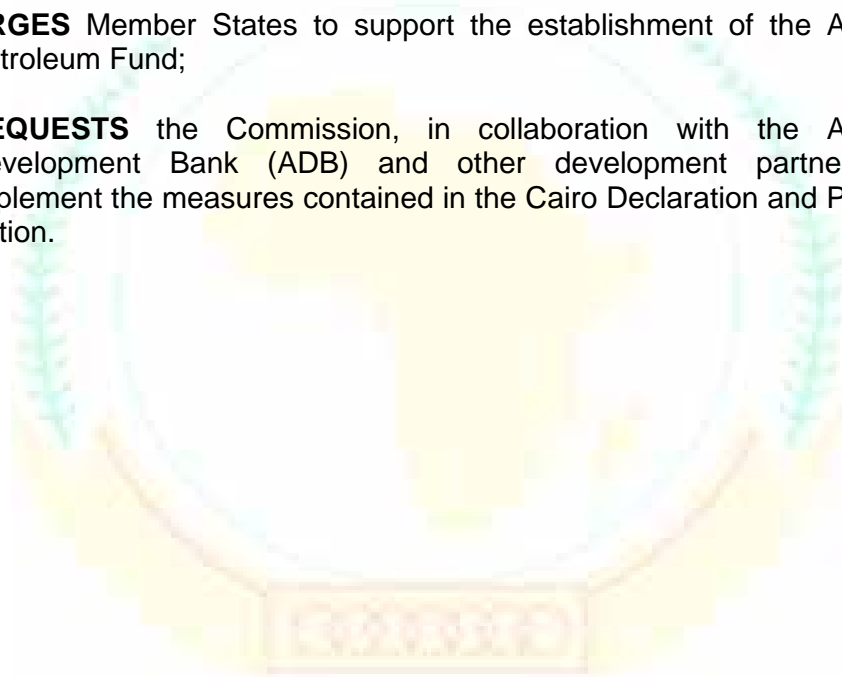 RGES Member States to support the establishment of the A
troleum Fund;
EQUESTS the Commission, in collaboration with the A
evelopment Bank (ADB) and other development partne
plement the measures contained in the Cairo Declaration and P
tion.